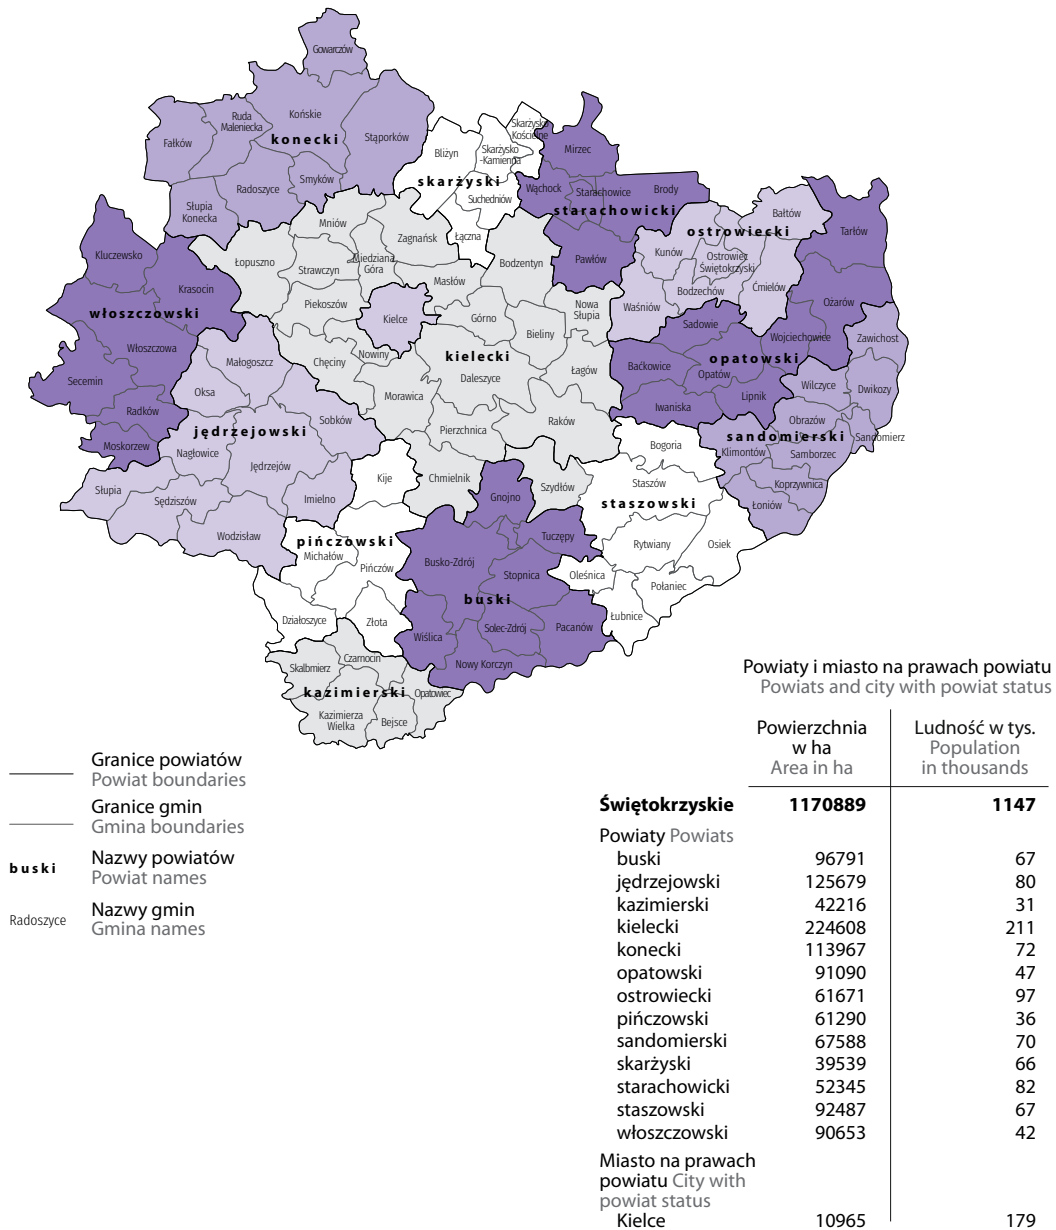 Gowarczów
Końskie
Ruda
Maleniecka
konecki
Stąporków
Fałków
Smyków
Radoszyce
Słupia
Konecka
Skarżysko
Kościelne
Bliżyn
Skarżysko
-Kamienna
skarżyski
Suchedniów
Łączna
Mirzec
Wąchock
Starachowice
Brody
starachowicki
Pawłów
Bałtów
ostrowiecki
Kunów
Ostrowiec
Świętokrzyski
Bodzechów
Ćmielów
Waśniów
Tarłów
Ożarów
Sadowie
Wojciechowice
opatowski
Baćkowice
Opatów
Lipnik
Iwaniska
Zawichost
Wilczyce
Dwikozy
Obrazów
sandomierski
Sandomierz
Klimontów
Samborzec
Koprzywnica
Łoniów
Kluczewsko
Krasocin
włoszczowski
Włoszczowa
Secemin
Radków
Moskorzew
Mniów
Zagnańsk
Łopuszno
Strawczyn
Miedziana
Góra
Masłów
Bodzentyn
Piekoszów
Kielce
Górno
Nowa
Słupia
Bieliny
Nowiny
Chęciny
kielecki
Daleszyce
Łagów
Morawica
Pierzchnica
Raków
Chmielnik
Małogoszcz
Oksa
Sobków
jędrzejowski
Nagłowice
Jędrzejów
Słupia
Sędziszów
Imielno
Wodzisław
Kije
pińczowski
Michałów
Pińczów
Działoszyce
Złota
Gnojno
Tuczępy
Busko-Zdrój
Stopnica
buski
Solec-Zdrój
Pacanów
Wiślica
Nowy Korczyn
Bogoria
Szydłów
Staszów
staszowski
Rytwiany
Osiek
Oleśnica
Połaniec
Łubnice
Czarnocin
Skalbmierz
kazimierski
Opatowiec
Kazimierza
Wielka
Bejsce
Granice powiatów
Powiat boundaries
Granice gmin
Gmina boundaries
buski Nazwy powiatów
Powiat names
Radoszyce Nazwy gmin
Gmina names
Powiaty i miasto na prawach powiatu
Powiats and city with powiat status
Powierzchnia Ludność w tys.
w ha Population
Area in ha in thousands
Świętokrzyskie 1170889 1147
Powiaty Powiats
buski 96791 67
jędrzejowski 125679 80
kazimierski 42216 31
kielecki 224608 211
konecki 113967 72
opatowski 91090 47
ostrowiecki 61671 97
pińczowski 61290 36
sandomierski 67588 70
skarżyski 39539 66
starachowicki 52345 82
staszowski 92487 67
włoszczowski 90653 42
Miasto na prawach
powiatu City with
powiat status
Kielce 10965 179